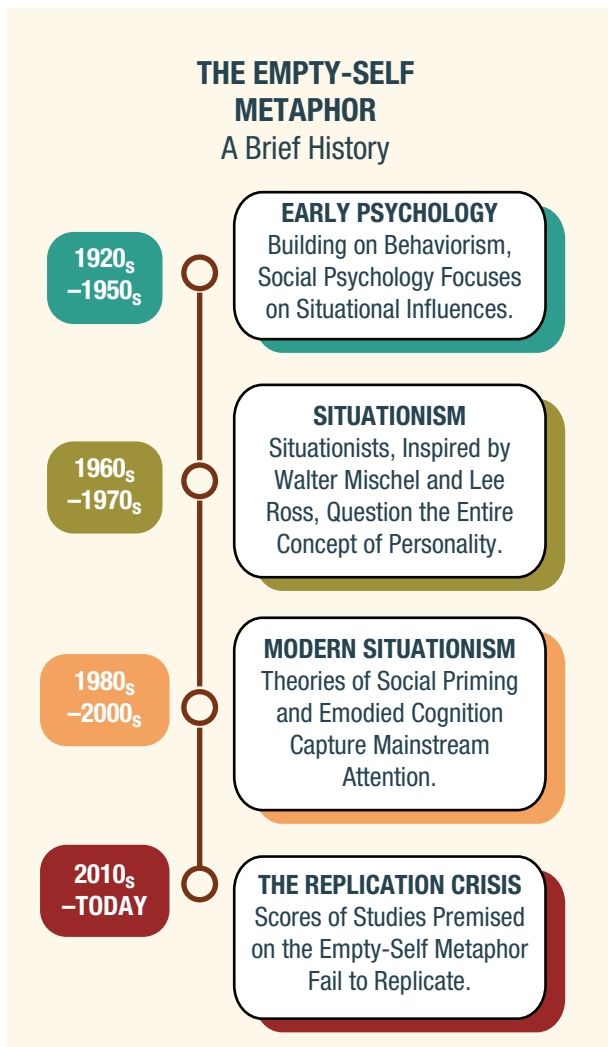 THE EMPTY-SELF
METAPHOR
A Brief History
1920s
–1950s
EARLY PSYCHOLOGY
Building on Behaviorism,
Social Psychology Focuses
on Situational Influences.
1960s
–1970s
SITUATIONISM
Situationists, Inspired by
Walter Mischel and Lee
Ross, Question the Entire
Concept of Personality.
1980s
–2000s
MODERN SITUATIONISM
Theories of Social Priming
and Emodied Cognition
Capture Mainstream
Attention.
2010s
–TODAY
THE REPLICATION CRISIS
Scores of Studies Premised
on the Empty-Self Metaphor
Fail to Replicate.